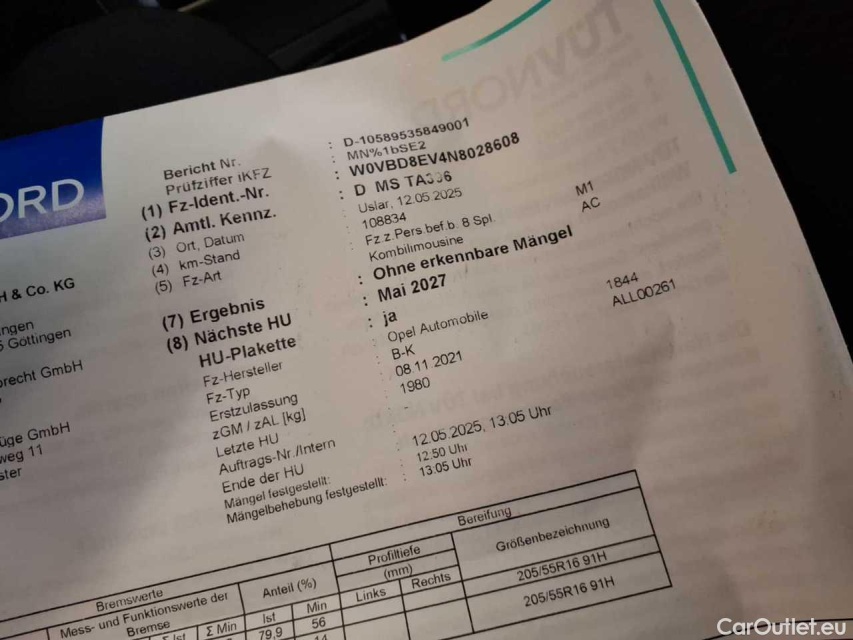 TÜVNORD
ORD
Bericht Nr. : D-10589535849001
Prüfziffer iKFZ MN%1bSE2
(1) Fz-Ident.-Nr. : W0VBD8EV4N8028608
(2) Amtl. Kennz. : D MS
(3) Ort, Datum Uslar, 12.05.2025
(4) km-Stand 108834
(5) Fz-Art Fz.z.Pers.bef.b. 8 Spl. M1
Kombilimousine AC
(7) Ergebnis : Ohne erkennbare Mängel
(8) Nächste HU : Mai 2027
HU-Plakette : ja
Fz-Hersteller : Opel Automobile 1844
Fz-Typ : B-K ALL00261
Erstzulassung : 08.11.2021
zGM / zAL [kg] : 1980
Letzte HU
Auftrags-Nr./Intern
Ende der HU : 12.05.2025, 13:05 Uhr
Mängel festgestellt: : 12:50 Uhr
Mängelbehebung festgestellt: : 13:05 Uhr
H & Co. KG
ngen
Göttingen
brecht GmbH
üge GmbH
weg 11
ster
Bremswerte
Bereifung
Mess- und Funktionswerte der Bremse
Anteil (%)
Profiltiefe (mm)
Größenbezeichnung
Σ Ist Σ Min Ist Min Links Rechts
79,9 56
205/55R16 91H
205/55R16 91H
CarOutlet.eu